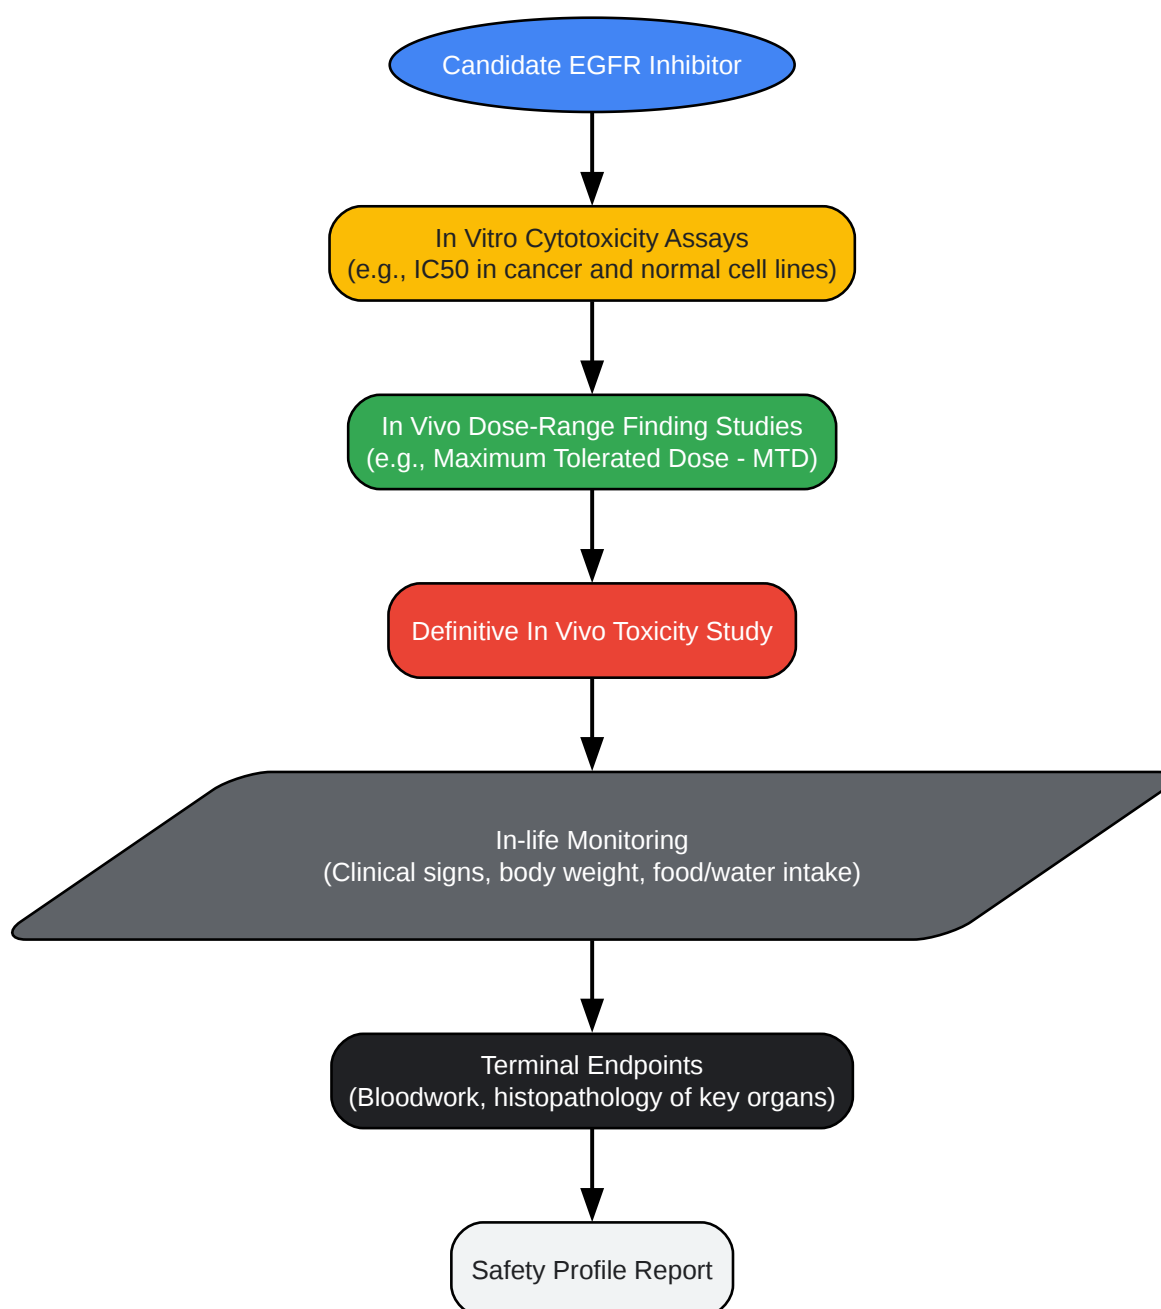 Candidate EGFR Inhibitor
In Vitro Cytotoxicity Assays
(e.g., IC50 in cancer and normal cell lines)
In Vivo Dose-Range Finding Studies
(e.g., Maximum Tolerated Dose - MTD)
Definitive In Vivo Toxicity Study
In-life Monitoring
(Clinical signs, body weight, food/water intake)
Terminal Endpoints
(Bloodwork, histopathology of key organs)
Safety Profile Report